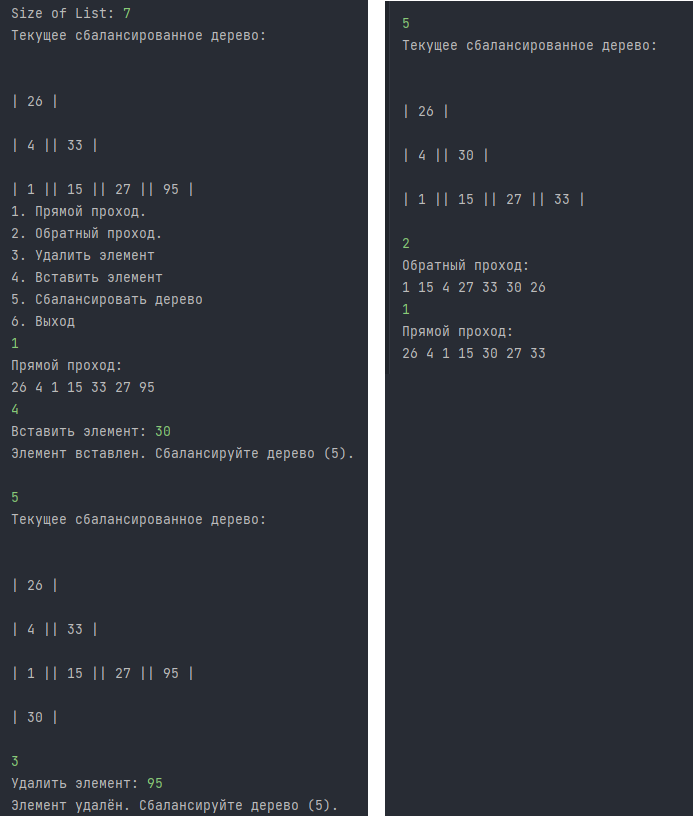 Size of List: 7
Текущее сбалансированное дерево:
| 26 |
| 4 || 33 |
| 1 || 15 || 27 || 95 |
1. Прямой проход.
2. Обратный проход.
3. Удалить элемент
4. Вставить элемент
5. Сбалансировать дерево
6. Выход
1
Прямой проход:
26 4 1 15 33 27 95
4
Вставить элемент: 30
Элемент вставлен. Сбалансируйте дерево (5).
5
Текущее сбалансированное дерево:
| 26 |
| 4 || 33 |
| 1 || 15 || 27 || 95 |
| 30 |
3
Удалить элемент: 95
Элемент удалён. Сбалансируйте дерево (5).
5
Текущее сбалансированное дерево:
| 26 |
| 4 || 30 |
| 1 || 15 || 27 || 33 |
2
Обратный проход:
1 15 4 27 33 30 26
1
Прямой проход:
26 4 1 15 30 27 33